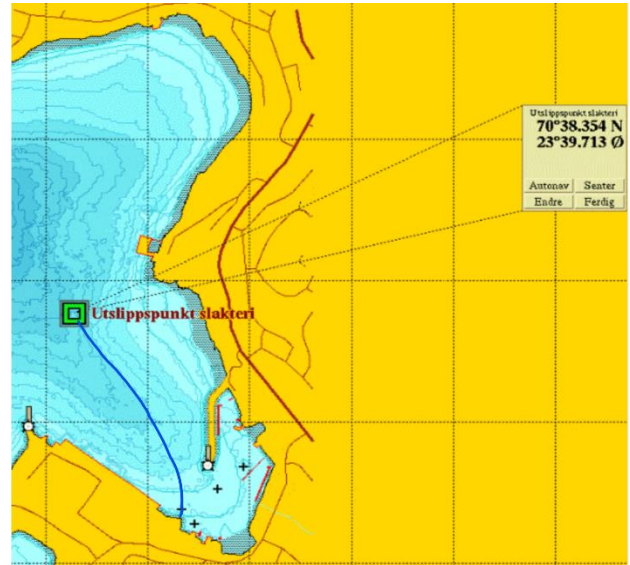 Utslippspunkt slakteri
70°38.354 N
23°39.713 Ø
Autonav Senter
Endre Ferdig
Utslippspunkt slakteri